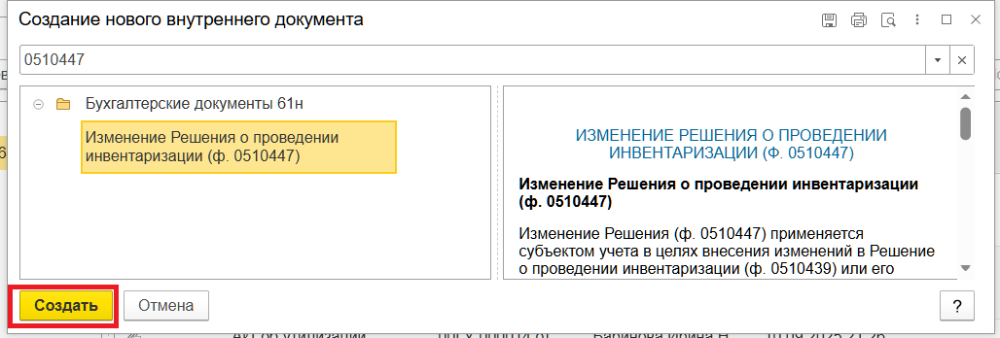 Создание нового внутреннего документа
0510447
Бухгалтерские документы 61н
Изменение Решения о проведении
инвентаризации (ф. 0510447)
ИЗМЕНЕНИЕ РЕШЕНИЯ О ПРОВЕДЕНИИ
ИНВЕНТАРИЗАЦИИ (Ф. 0510447)
Изменение Решения о проведении инвентаризации
(ф. 0510447)
Изменение Решения (ф. 0510447) применяется
субъектом учета в целях внесения изменений в Решение
о проведении инвентаризации (ф. 0510439) или его
Создать
Отмена
?